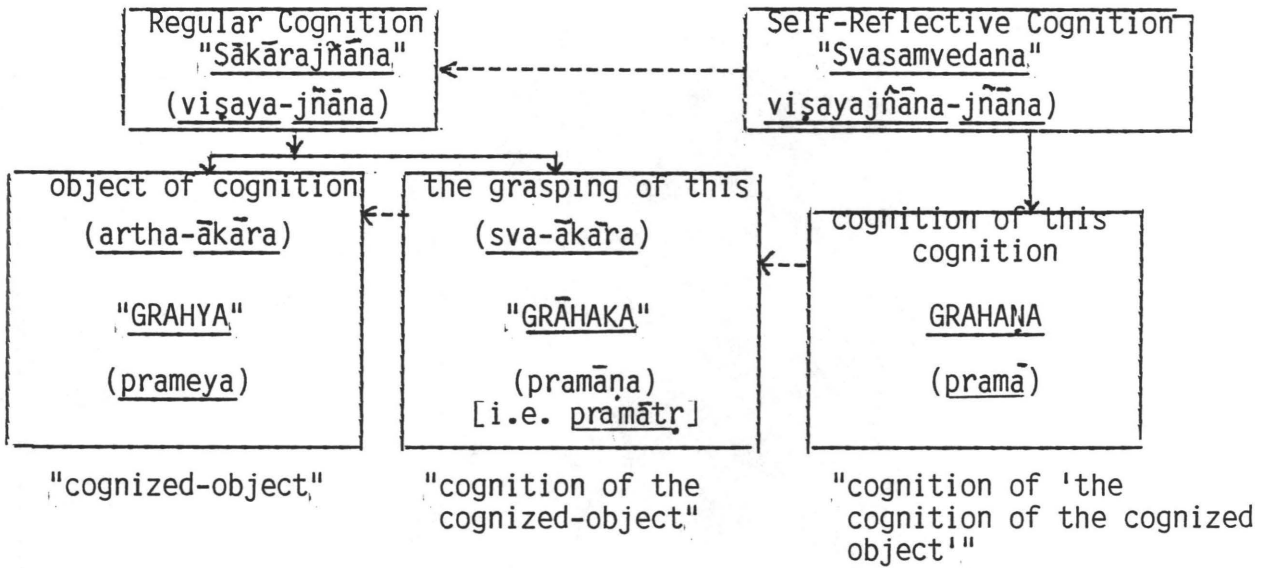 Regular Cognition
"Sākārajñāna"
(viṣaya-jñāna)
Self-Reflective Cognition
"Svasamvedana"
viṣayajñāna-jñāna)
object of cognition
(artha-ākāra)
"GRAHYA"
(prameya)
the grasping of this
(sva-ākāra)
"GRĀHAKA"
(pramāṇa)
[i.e. pramātṛ]
cognition of this
cognition
GRAHAṆA
(pramā)
"cognized-object"
"cognition of the
cognized-object"
"cognition of 'the
cognition of the cognized
object'"